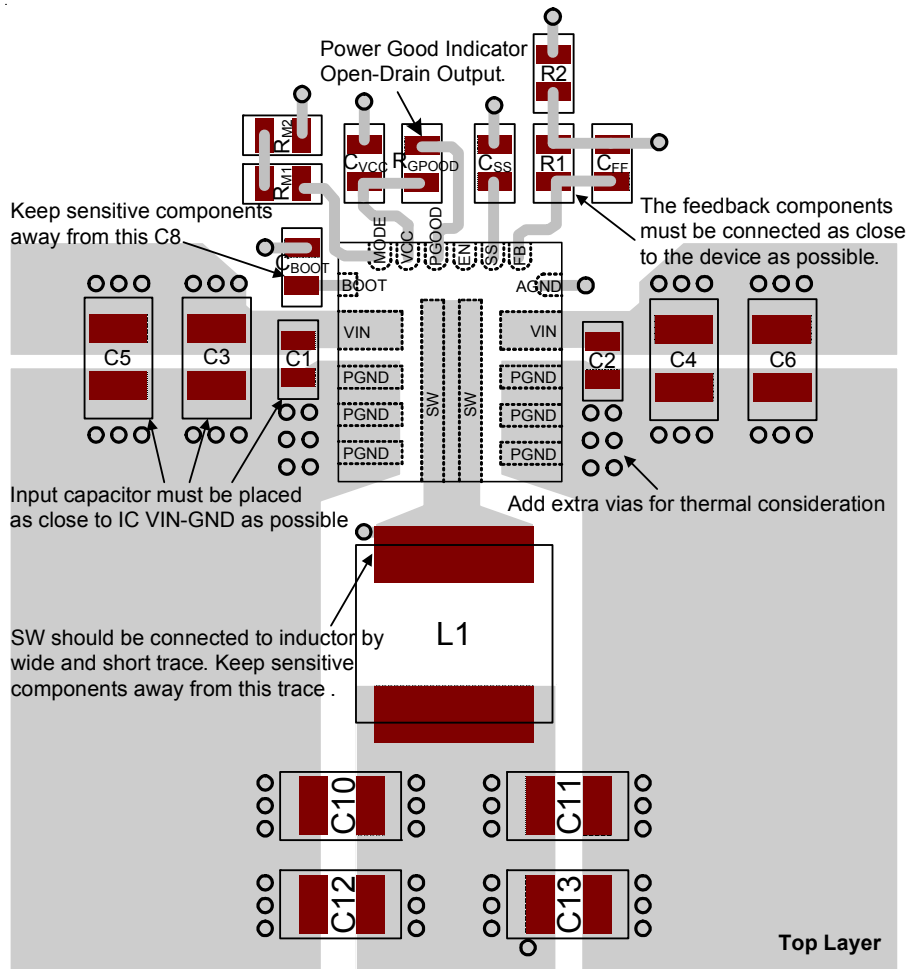 Power Good Indicator
Open-Drain Output.
R2
RM2
RM1
CVCC
RGPOOD
CSS
R1
CFF
Keep sensitive components
away from this C8
The feedback components
must be connected as close
to the device as possible.
CBOOT
MODE
VCC
PGOOD
EN
SS
FB
BOOT
AGND
VIN
VIN
C5
C3
C1
C2
C4
C6
PGND
PGND
SW
SW
PGND
PGND
PGND
PGND
Input capacitor must be placed
as close to IC VIN-GND as possible
Add extra vias for thermal consideration
L1
SW should be connected to inductor by
wide and short trace. Keep sensitive
components away from this trace .
C10
C11
C12
C13
Top Layer